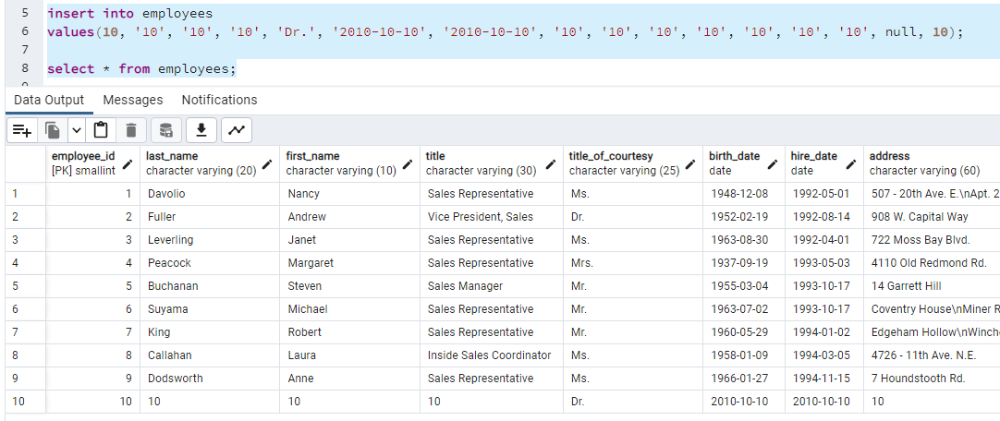 5 insert into employees
6 values(10, '10', '10', '10', 'Dr.', '2010-10-10', '2010-10-10', '10', '10', '10', '10', '10', '10', '10', null, 10);
7
8 select * from employees;
Data Output Messages Notifications
employee_id last_name first_name title title_of_courtesy birth_date hire_date address
[PK] smallint character varying (20) character varying (10) character varying (30) character varying (25) date date character varying (60)
1 1 Davolio Nancy Sales Representative Ms. 1948-12-08 1992-05-01 507 - 20th Ave. E.\nApt. 2
2 2 Fuller Andrew Vice President, Sales Dr. 1952-02-19 1992-08-14 908 W. Capital Way
3 3 Leverling Janet Sales Representative Ms. 1963-08-30 1992-04-01 722 Moss Bay Blvd.
4 4 Peacock Margaret Sales Representative Mrs. 1937-09-19 1993-05-03 4110 Old Redmond Rd.
5 5 Buchanan Steven Sales Manager Mr. 1955-03-04 1993-10-17 14 Garrett Hill
6 6 Suyama Michael Sales Representative Mr. 1963-07-02 1993-10-17 Coventry House\nMiner R
7 7 King Robert Sales Representative Mr. 1960-05-29 1994-01-02 Edgeham Hollow\nWinch
8 8 Callahan Laura Inside Sales Coordinator Ms. 1958-01-09 1994-03-05 4726 - 11th Ave. N.E.
9 9 Dodsworth Anne Sales Representative Ms. 1966-01-27 1994-11-15 7 Houndstooth Rd.
10 10 10 10 10 Dr. 2010-10-10 2010-10-10 10